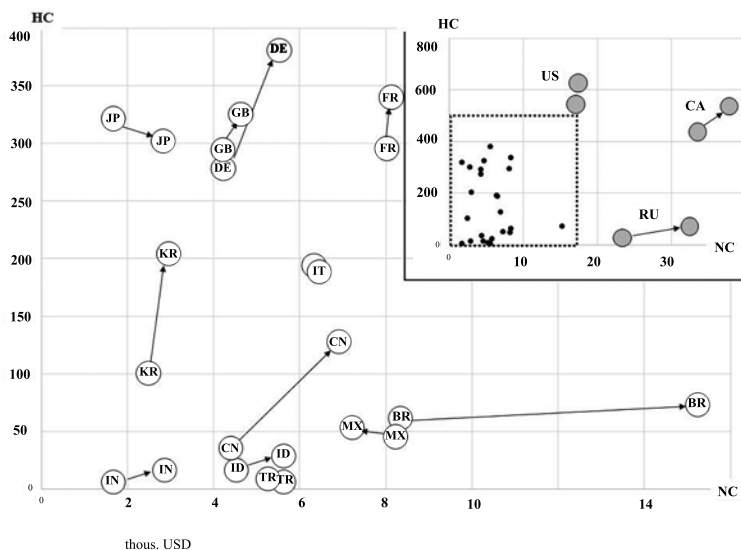 HC
400
350
300
250
200
150
100
50
0
0
2
4
6
8
10
14
NC
thous. USD
JP
JP
GB
GB
DE
DE
FR
FR
KR
KR
IT
CN
CN
MX
MX
BR
BR
IN
IN
ID
ID
TR
TR
HC
800
600
400
200
0
0
10
20
30
NC
US
CA
RU